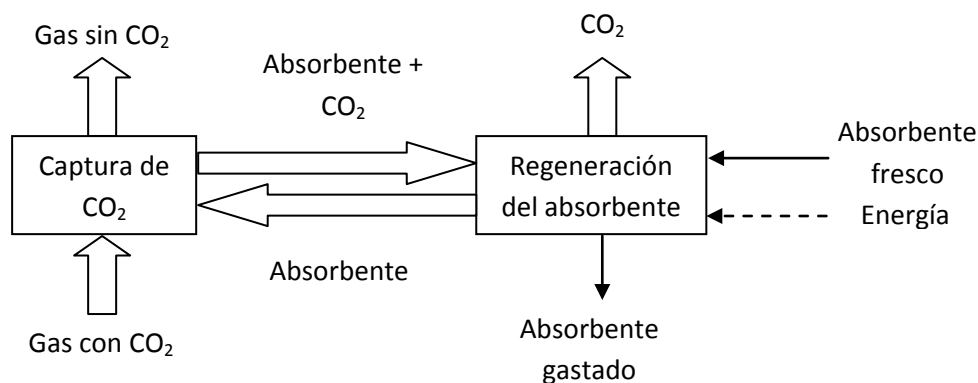 Gas sin CO₂
Absorbente +
CO₂
CO₂
Captura de
CO₂
Regeneración
del absorbente
Absorbente
fresco
Energía
Absorbente
Gas con CO₂
Absorbente
gastado